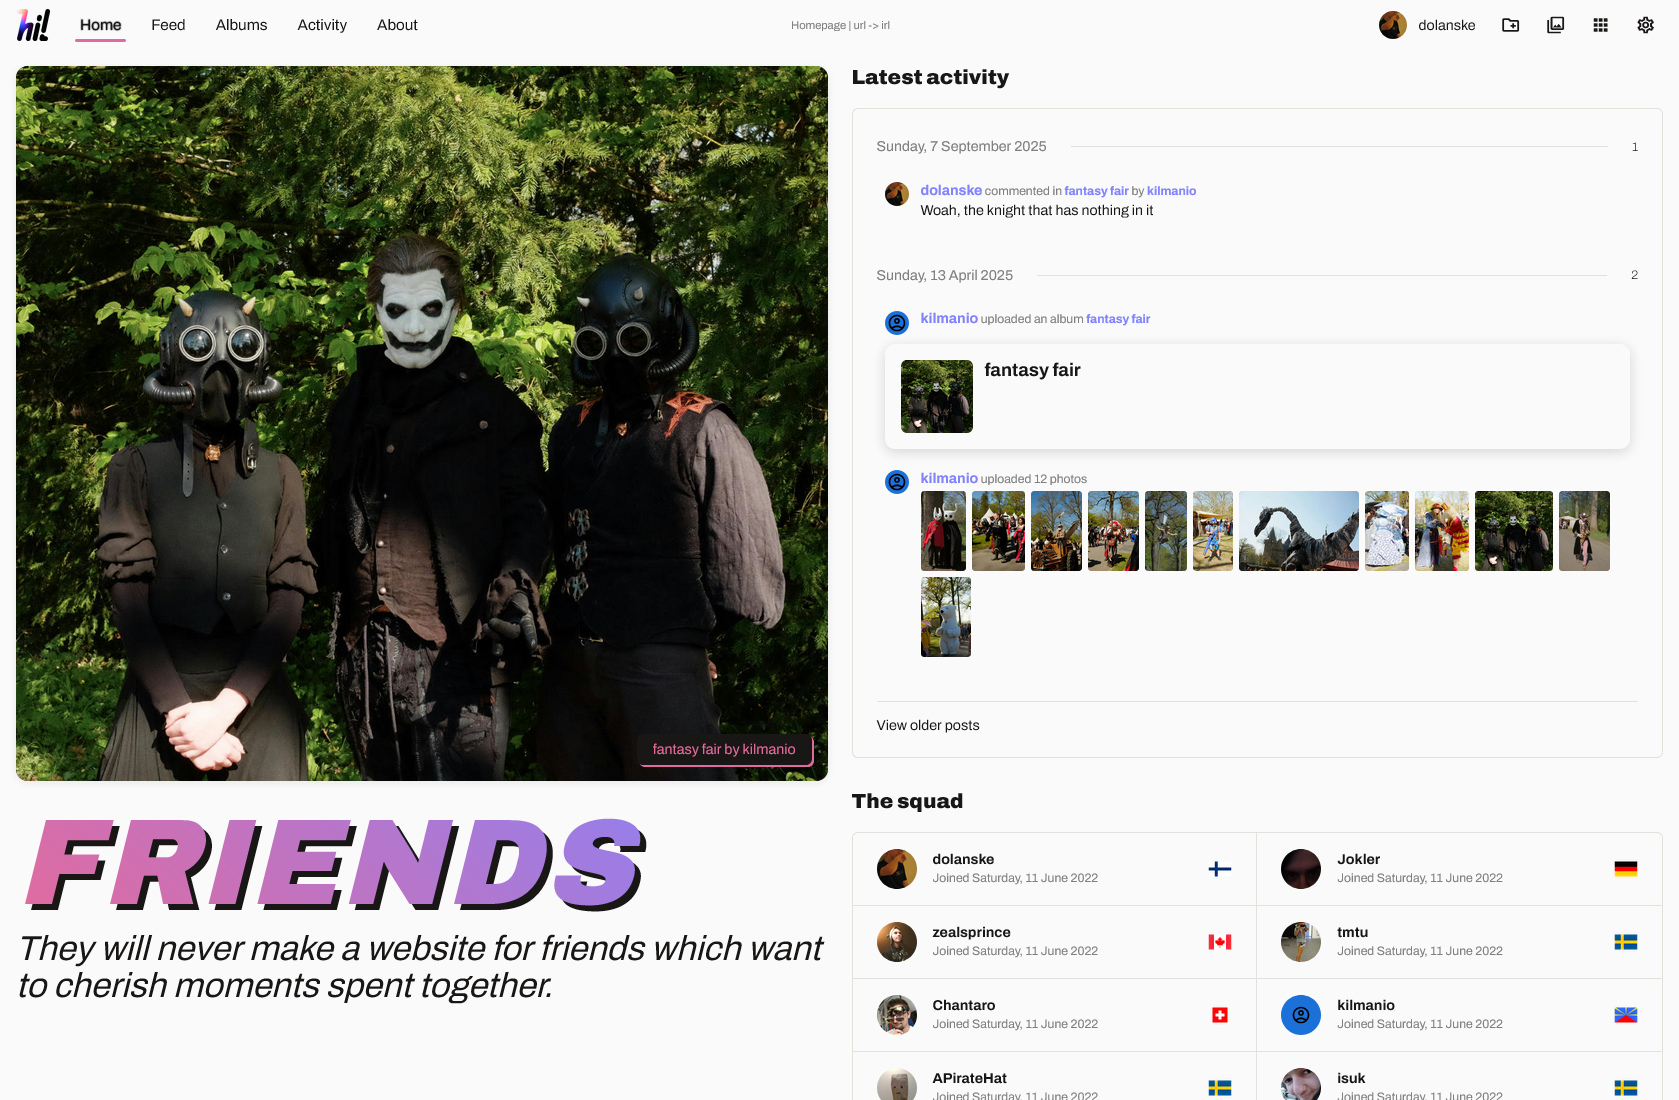 hi!
Home
Feed
Albums
Activity
About
Homepage | url -> irl
dolanske
fantasy fair by kilmanio
FRIENDS
They will never make a website for friends which want
to cherish moments spent together.
Latest activity
Sunday, 7 September 2025
1
dolanske commented in fantasy fair by kilmanio
Woah, the knight that has nothing in it
Sunday, 13 April 2025
2
kilmanio uploaded an album fantasy fair
fantasy fair
kilmanio uploaded 12 photos
View older posts
The squad
dolanske
Joined Saturday, 11 June 2022
Jokler
Joined Saturday, 11 June 2022
zealsprince
Joined Saturday, 11 June 2022
tmtu
Joined Saturday, 11 June 2022
Chantaro
Joined Saturday, 11 June 2022
kilmanio
Joined Saturday, 11 June 2022
APirateHat
Joined Saturday, 11 June 2022
isuk
Joined Saturday, 11 June 2022